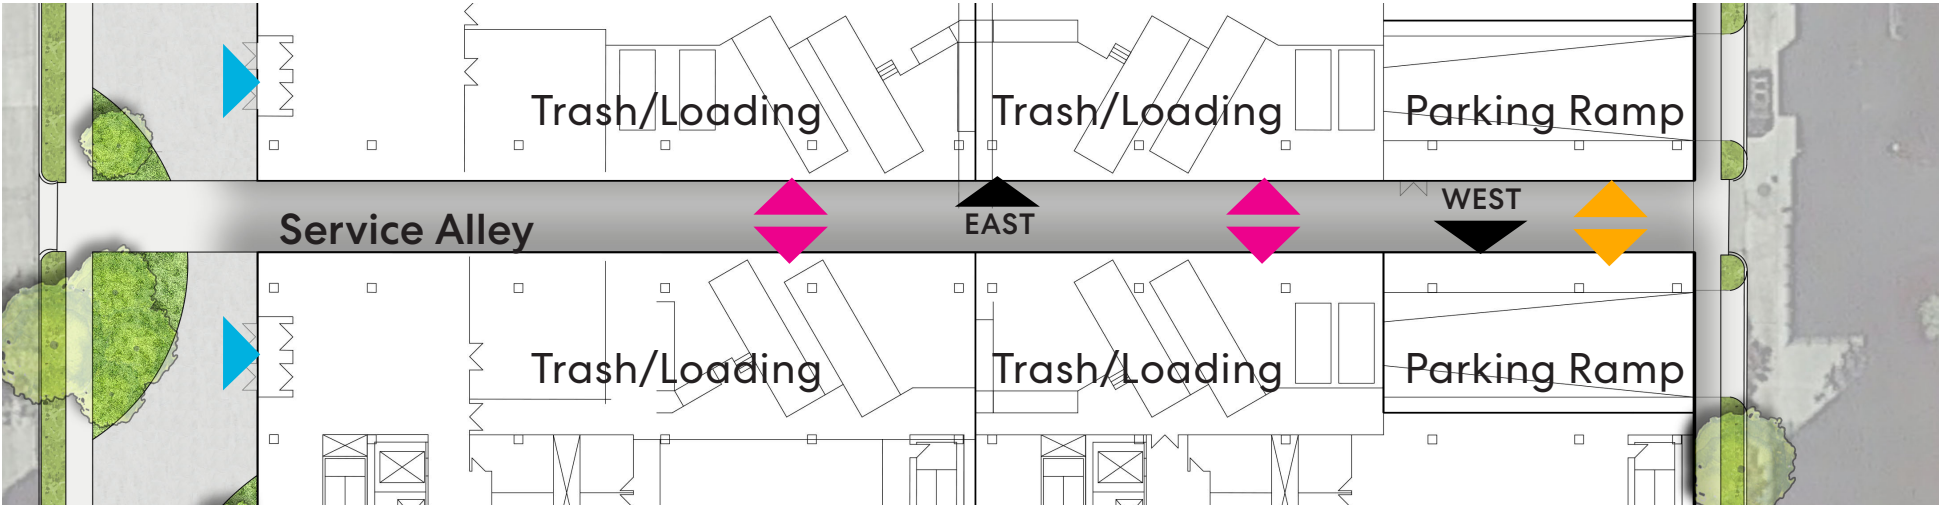 Trash/Loading
Trash/Loading
Parking Ramp
Service Alley
EAST
WEST
Trash/Loading
Trash/Loading
Parking Ramp